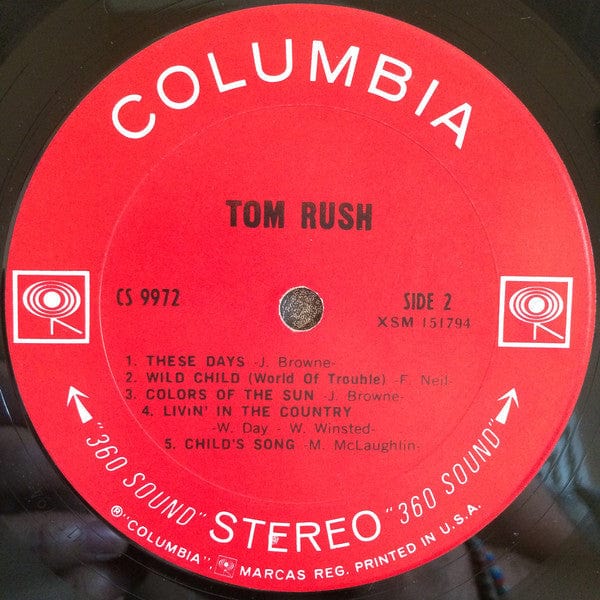 COLUMBIA
TOM RUSH
CS 9972
SIDE 2
XSM 151794
1. THESE DAYS -J. Browne-
2. WILD CHILD (World Of Trouble) -F. Neil-
3. COLORS OF THE SUN -J. Browne-
4. LIVIN' IN THE COUNTRY
-W. Day - W. Winsted-
5. CHILD'S SONG -M. McLaughlin-
"360 SOUND" STEREO "360 SOUND"
®"COLUMBIA", MARCAS REG. PRINTED IN U.S.A.